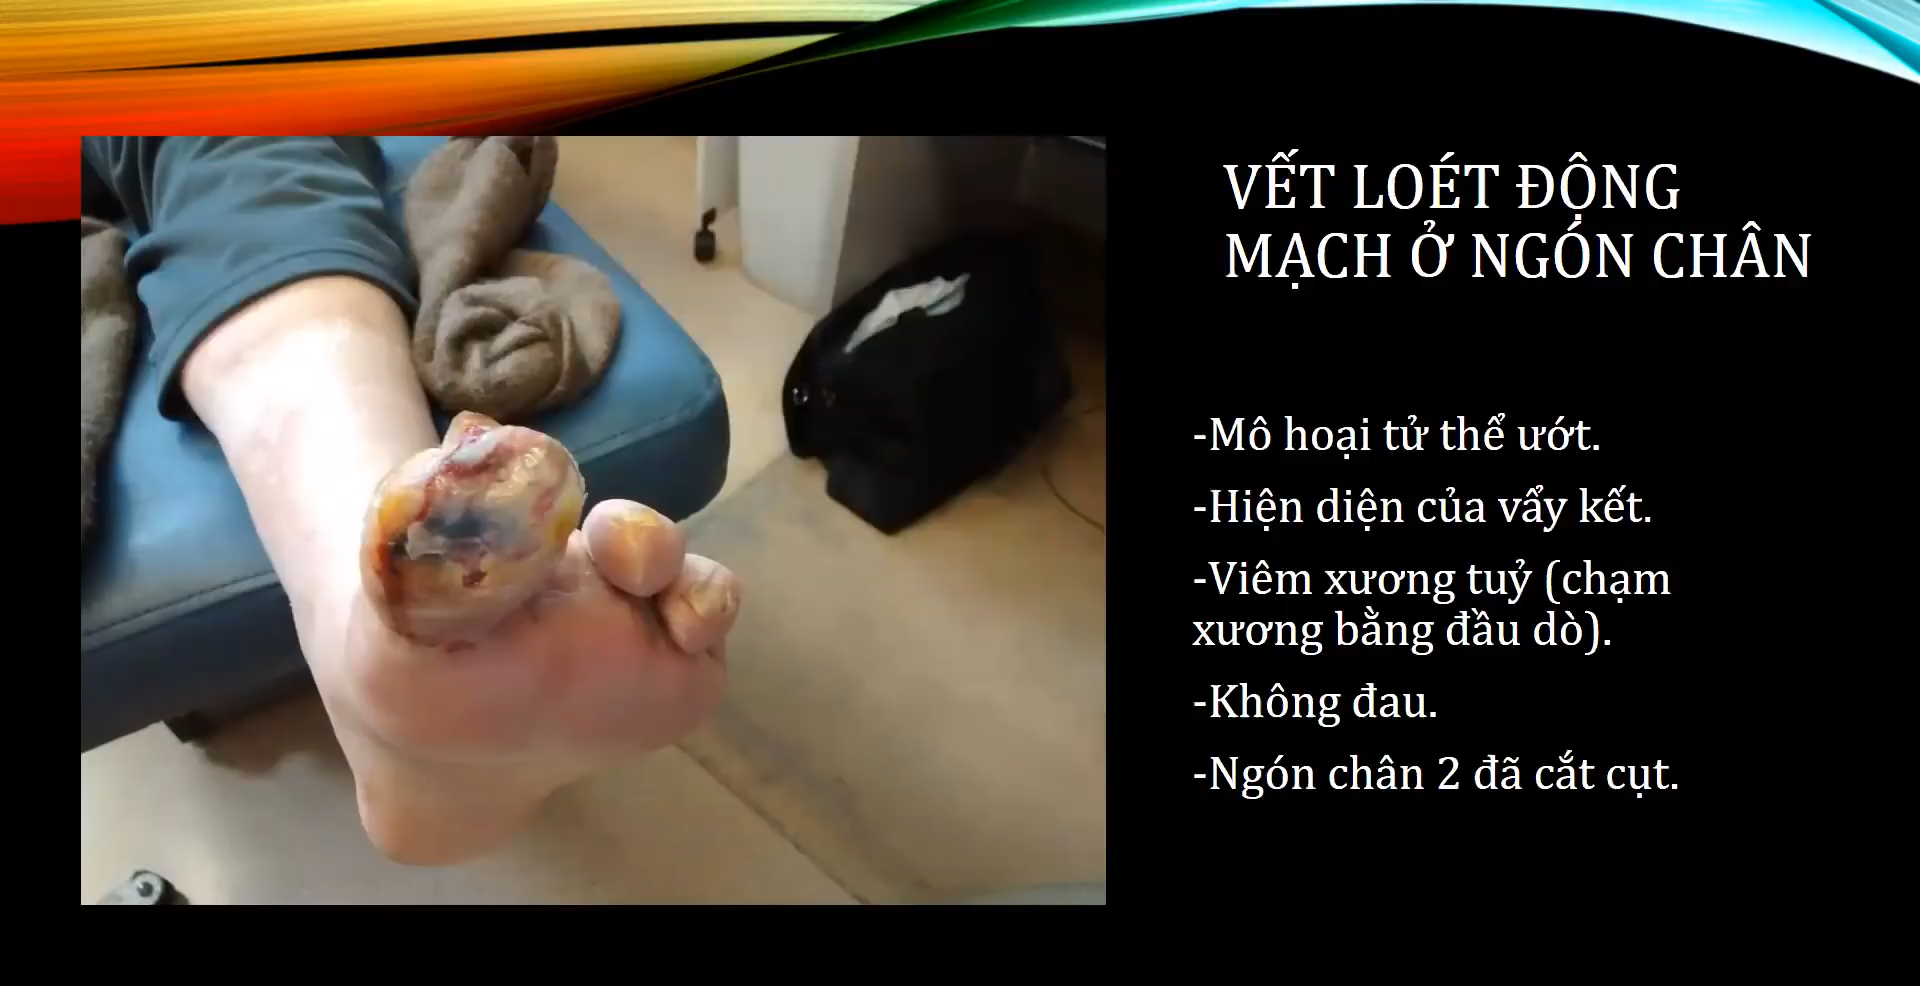 VẾT LOÉT ĐỘNG
MẠCH Ở NGÓN CHÂN
-Mô hoại tử thể ướt.
-Hiện diện của vẩy kết.
-Viêm xương tuỷ (chạm
xương bằng đầu dò).
-Không đau.
-Ngón chân 2 đã cắt cụt.